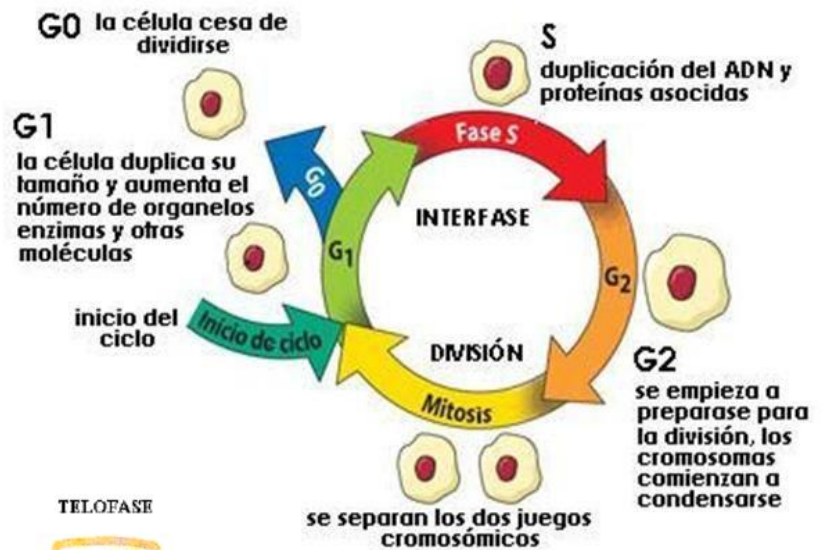 G0 la célula cesa de
dividirse
S
duplicación del ADN y
proteínas asocidas
G1
la célula duplica su
tamaño y aumenta el
número de organelos
enzimas y otras
moléculas
Fase S
G0
INTERFASE
G1
G2
inicio del
ciclo
Inicio de ciclo
DIVISIÓN
Mitosis
G2
se empieza a
preparase para
la división, los
cromosomas
comienzan a
condensarse
TELOFASE
se separan los dos juegos
cromosómicos